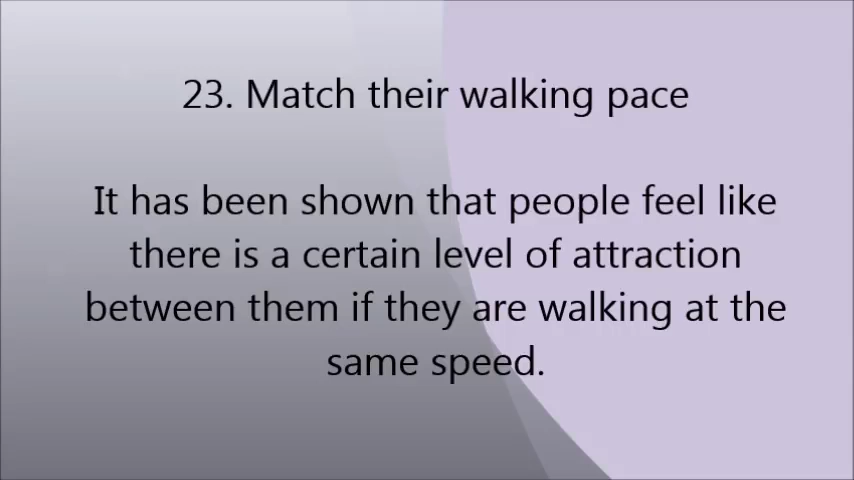 23. Match their walking pace
It has been shown that people feel like
there is a certain level of attraction
between them if they are walking at the
same speed.